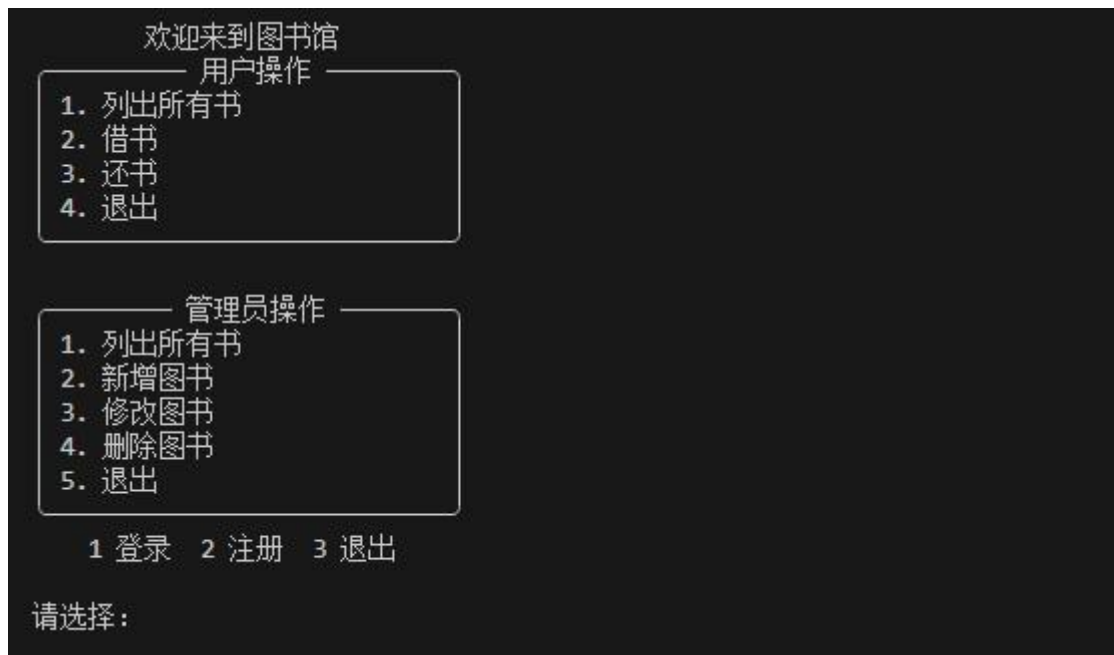 欢迎来到图书馆
用户操作
1. 列出所有书
2. 借书
3. 还书
4. 退出
管理员操作
1. 列出所有书
2. 新增图书
3. 修改图书
4. 删除图书
5. 退出
1 登录 2 注册 3 退出
请选择: